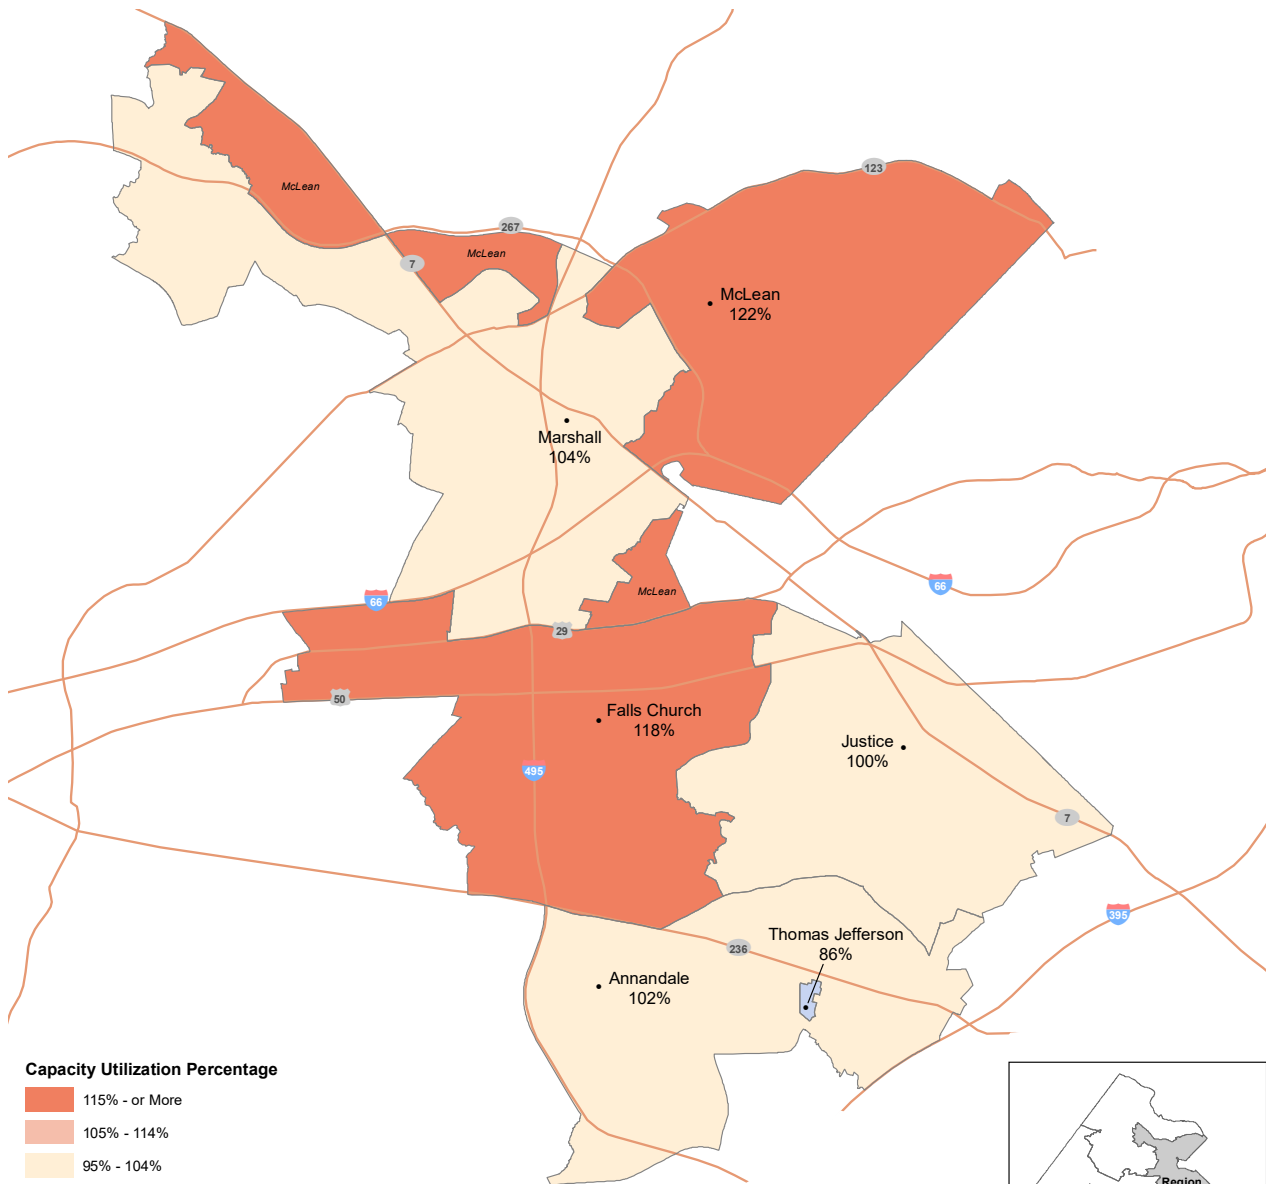 123
McLean
267
McLean
7
McLean
122%
Marshall
104%
66
66
McLean
29
50
Falls Church
118%
Justice
100%
495
7
395
Thomas Jefferson
86%
236
Annandale
102%
Capacity Utilization Percentage
115% - or More
105% - 114%
95% - 104%
Region